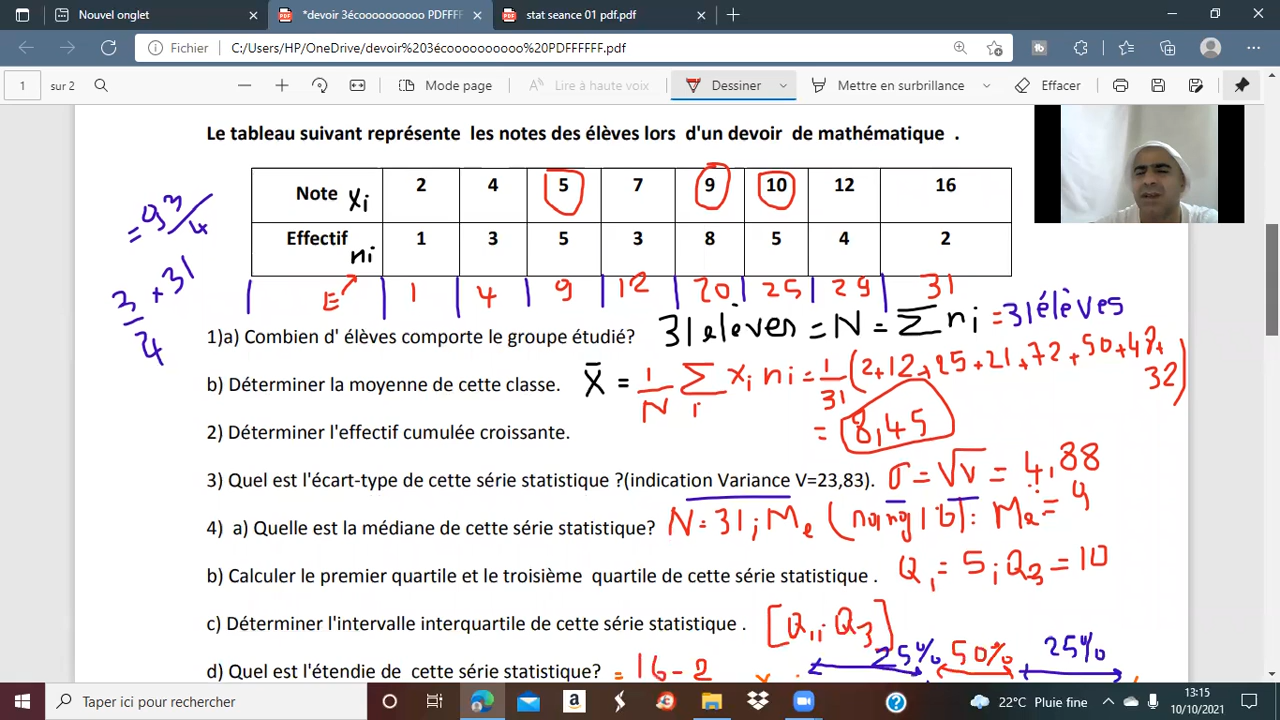 Nouvel onglet
*devoir 3écoooooooooo PDFFFF
stat seance 01 pdf.pdf
Fichier
C:/Users/HP/OneDrive/devoir%203écoooooooooo%20PDFFFFFF.pdf
1 sur 2
Mode page
Lire à haute voix
Dessiner
Mettre en surbrillance
Effacer
Le tableau suivant représente les notes des élèves lors d'un devoir de mathématique .
Note xi 2 4 5 7 9 10 12 16
Effectif ni 1 3 5 3 8 5 4 2
E 1 4 9 12 20 25 29 31
3/4 × 31
1)a) Combien d' élèves comporte le groupe étudié? 31 elèves = N = Σ ni = 31 élèves
b) Déterminer la moyenne de cette classe. X̄ = 1/N Σ xi ni = 1/31 (2+12+25+21+72+50+48+32)
= 8,45
2) Déterminer l'effectif cumulée croissante.
3) Quel est l'écart-type de cette série statistique ?(indication Variance V=23,83). σ = √V = 4,88
4) a) Quelle est la médiane de cette série statistique? N = 31 ; Me ( rang 16): Me = 9
b) Calculer le premier quartile et le troisième quartile de cette série statistique . Q1 = 5 ; Q3 = 10
c) Déterminer l'intervalle interquartile de cette série statistique . [Q1 ; Q3]
25% 50% 25%
d) Quel est l'étendie de cette série statistique? = 16 - 2
Taper ici pour rechercher
22°C Pluie fine
13:15
10/10/2021